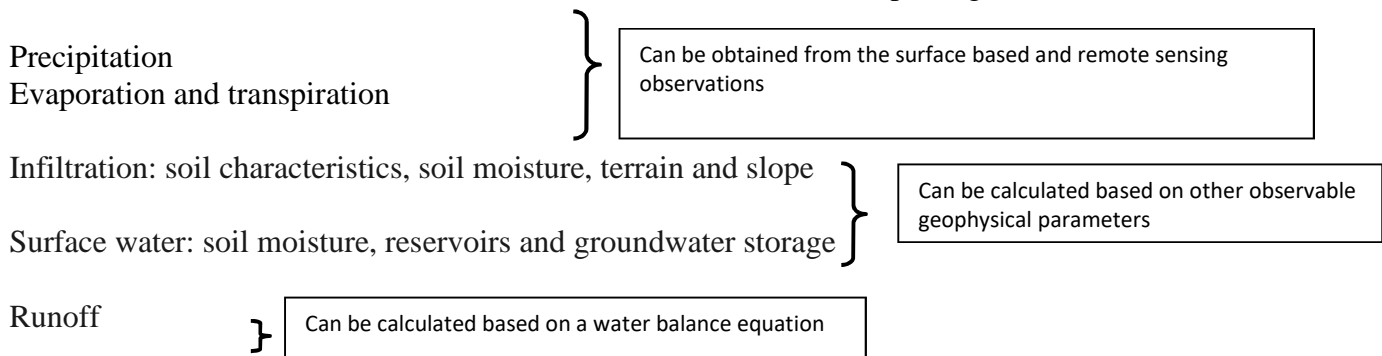 Precipitation
Evaporation and transpiration
Can be obtained from the surface based and remote sensing
observations
Infiltration: soil characteristics, soil moisture, terrain and slope
Surface water: soil moisture, reservoirs and groundwater storage
Can be calculated based on other observable
geophysical parameters
Runoff
Can be calculated based on a water balance equation